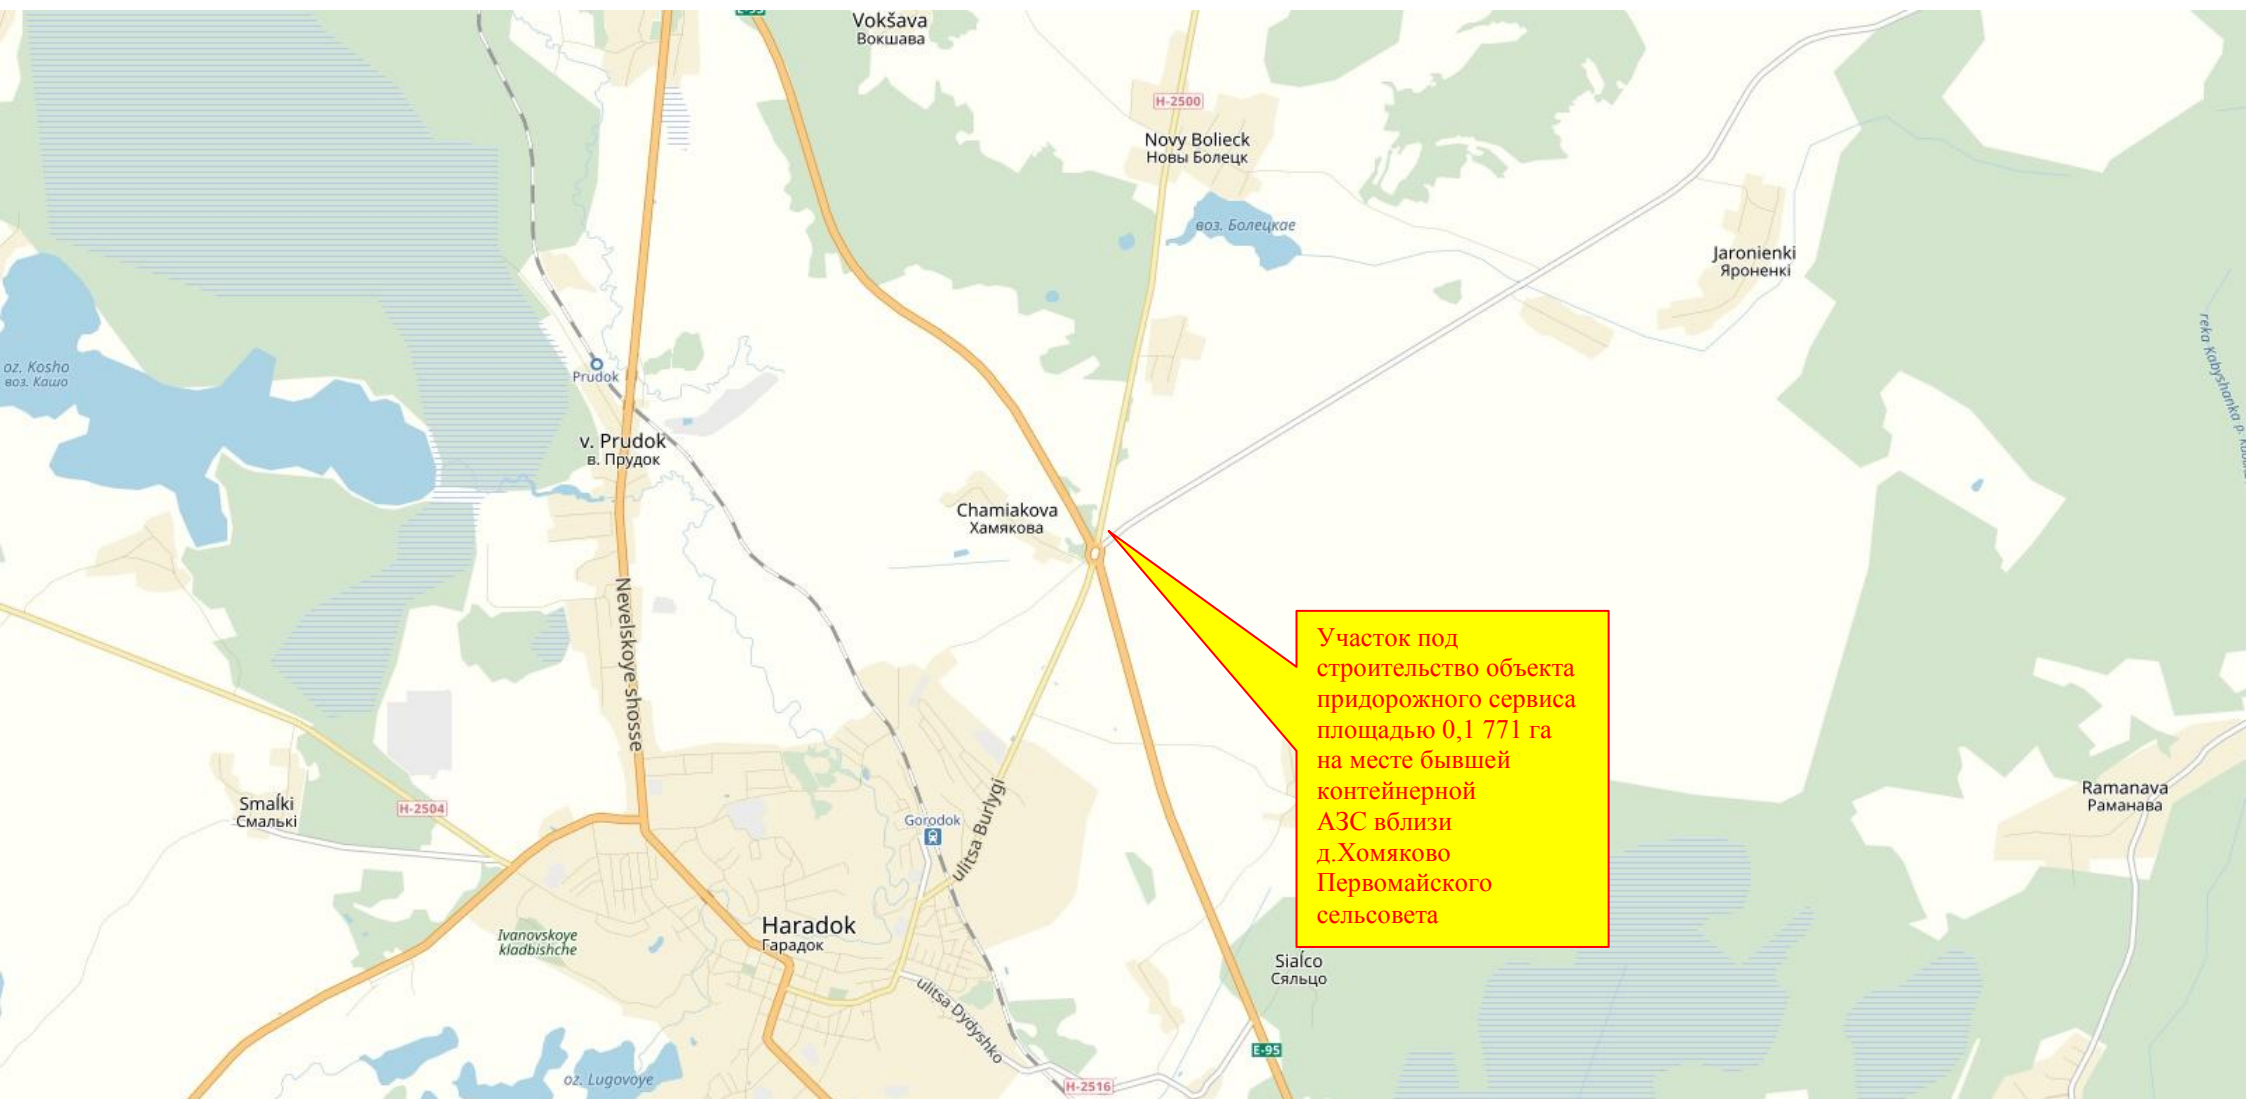 E-95
Vokšava
Вокшава
H-2500
Novy Bolieck
Новы Болецк
воз. Болецкае
Jaronienki
Яроненкі
reka Kabyshanka
oz. Kosho
воз. Кашо
Prudok
v. Prudok
в. Прудок
Chamiakova
Хамякова
Nevelskoye shosse
Участок под
строительство объекта
придорожного сервиса
площадью 0,1 771 га
на месте бывшей
контейнерной
АЗС вблизи
д.Хомяково
Первомайского
сельсовета
Smaĺki
Смалькі
H-2504
Gorodok
ulitsa Burlygi
Ramanava
Раманава
Haradok
Гарадок
Ivanovskoye
kladbishche
Siaĺco
Сяльцо
ulitsa Dydyshko
E-95
oz. Lugovoye
H-2516